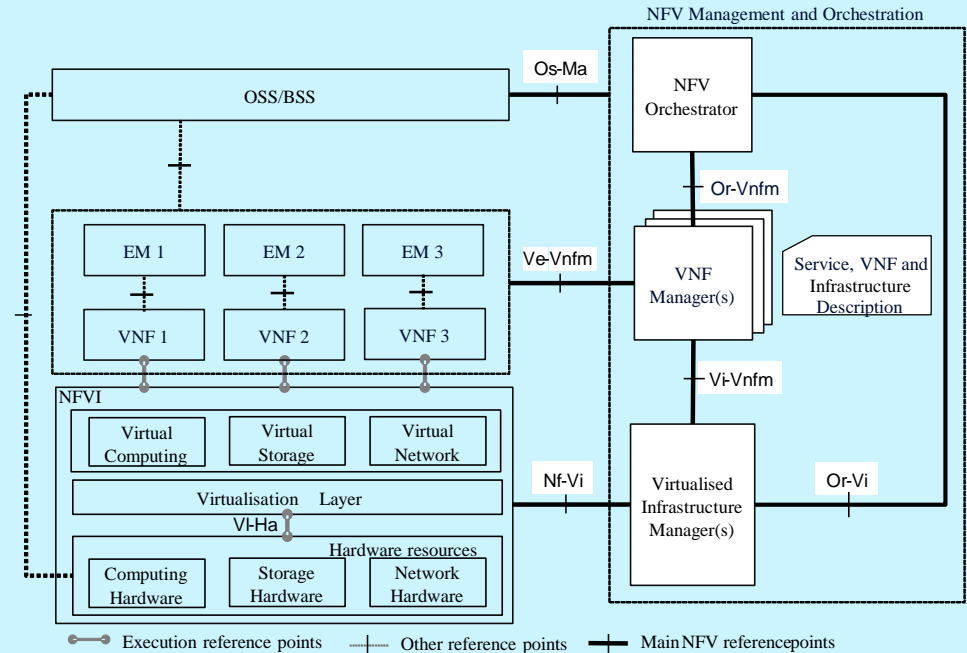 NFV Management and Orchestration
Os-Ma
OSS/BSS
NFV
Orchestrator
Or-Vnfm
EM 1
EM 2
EM 3
Ve-Vnfm
VNF
Manager(s)
Service, VNF and
Infrastructure
Description
VNF 1
VNF 2
VNF 3
Vi-Vnfm
NFVI
Virtual
Computing
Virtual
Storage
Virtual
Network
Nf-Vi
Virtualised
Infrastructure
Manager(s)
Or-Vi
Virtualisation Layer
Vl-Ha
Hardware resources
Computing
Hardware
Storage
Hardware
Network
Hardware
Execution reference points
Other reference points
Main NFV referencepoints